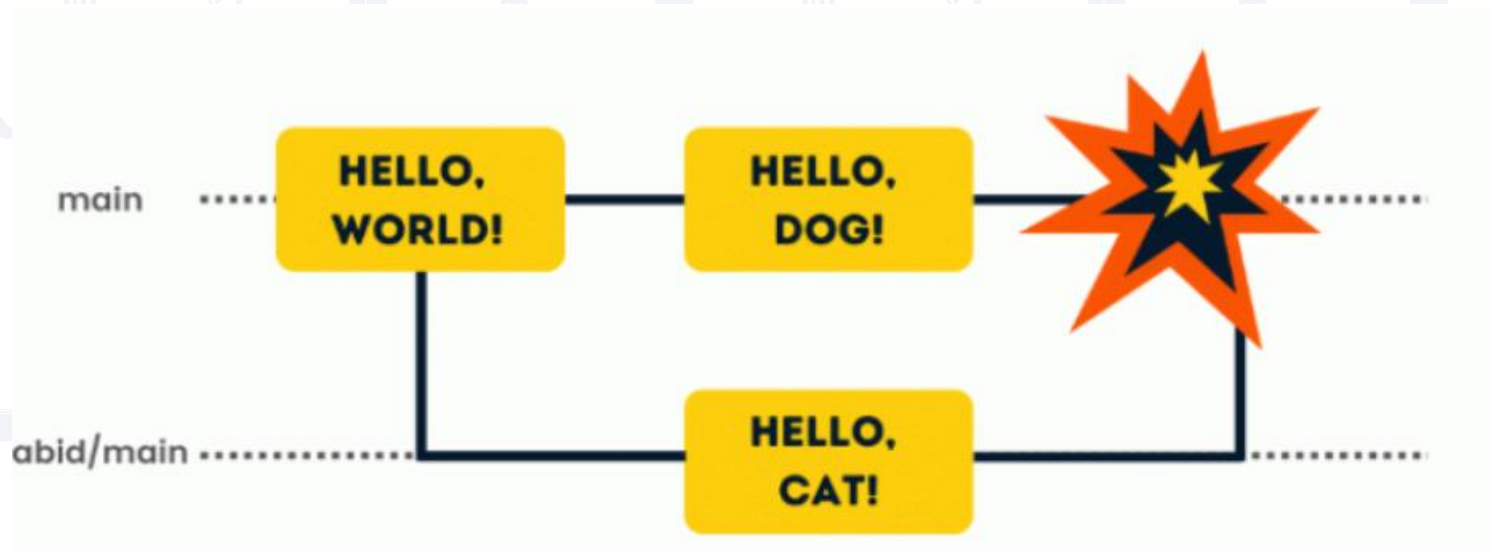 main
HELLO,
WORLD!
HELLO,
DOG!
abid/main
HELLO,
CAT!